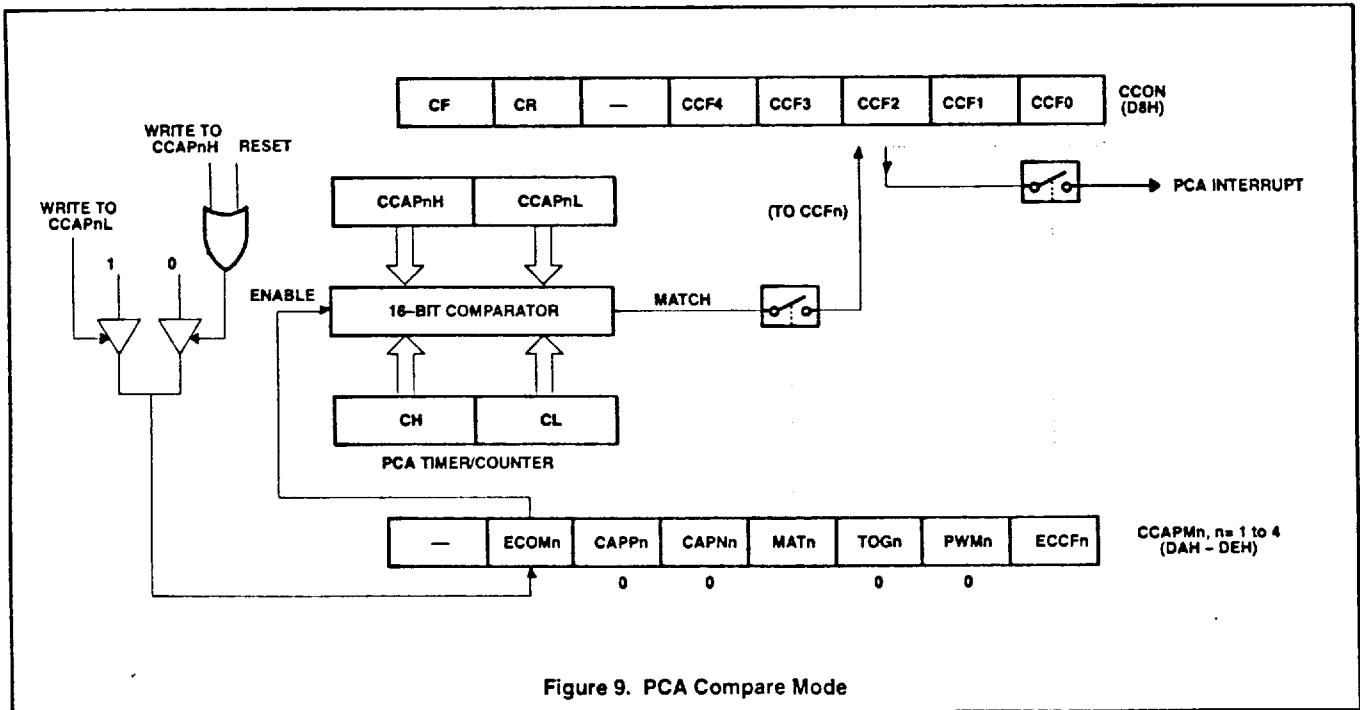 CF CR — CCF4 CCF3 CCF2 CCF1 CCF0
CCON
(D8H)
WRITE TO
CCAPnH RESET
WRITE TO
CCAPnL
1 0
CCAPnH CCAPnL
(TO CCFn)
PCA INTERRUPT
ENABLE
16–BIT COMPARATOR
MATCH
CH CL
PCA TIMER/COUNTER
— ECOMn CAPPn CAPNn MATn TOGn PWMn ECCFn
CCAPMn, n= 1 to 4
(DAH – DEH)
0 0 0 0
Figure 9. PCA Compare Mode